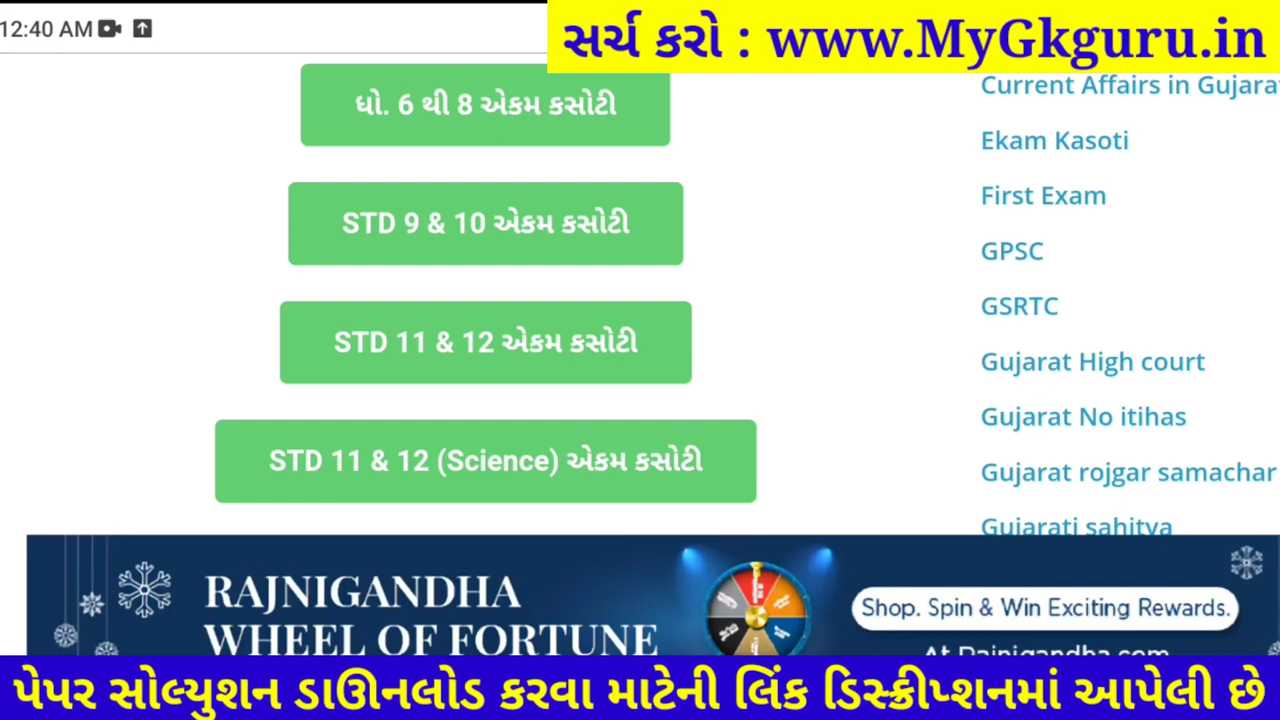 12:40 AM
સર્ચ કરો : www.MyGkguru.in
ધો. 6 થી 8 એકમ કસોટી
STD 9 & 10 એકમ કસોટી
STD 11 & 12 એકમ કસોટી
STD 11 & 12 (Science) એકમ કસોટી
Current Affairs in Gujarat
Ekam Kasoti
First Exam
GPSC
GSRTC
Gujarat High court
Gujarat No itihas
Gujarat rojgar samachar
Gujarati sahitya
RAJNIGANDHA
WHEEL OF FORTUNE
Shop. Spin & Win Exciting Rewards.
At Rajnigandha.com
પેપર સોલ્યુશન ડાઊનલોડ કરવા માટેની લિંક ડિસ્ક્રીપ્શનમાં આપેલી છે